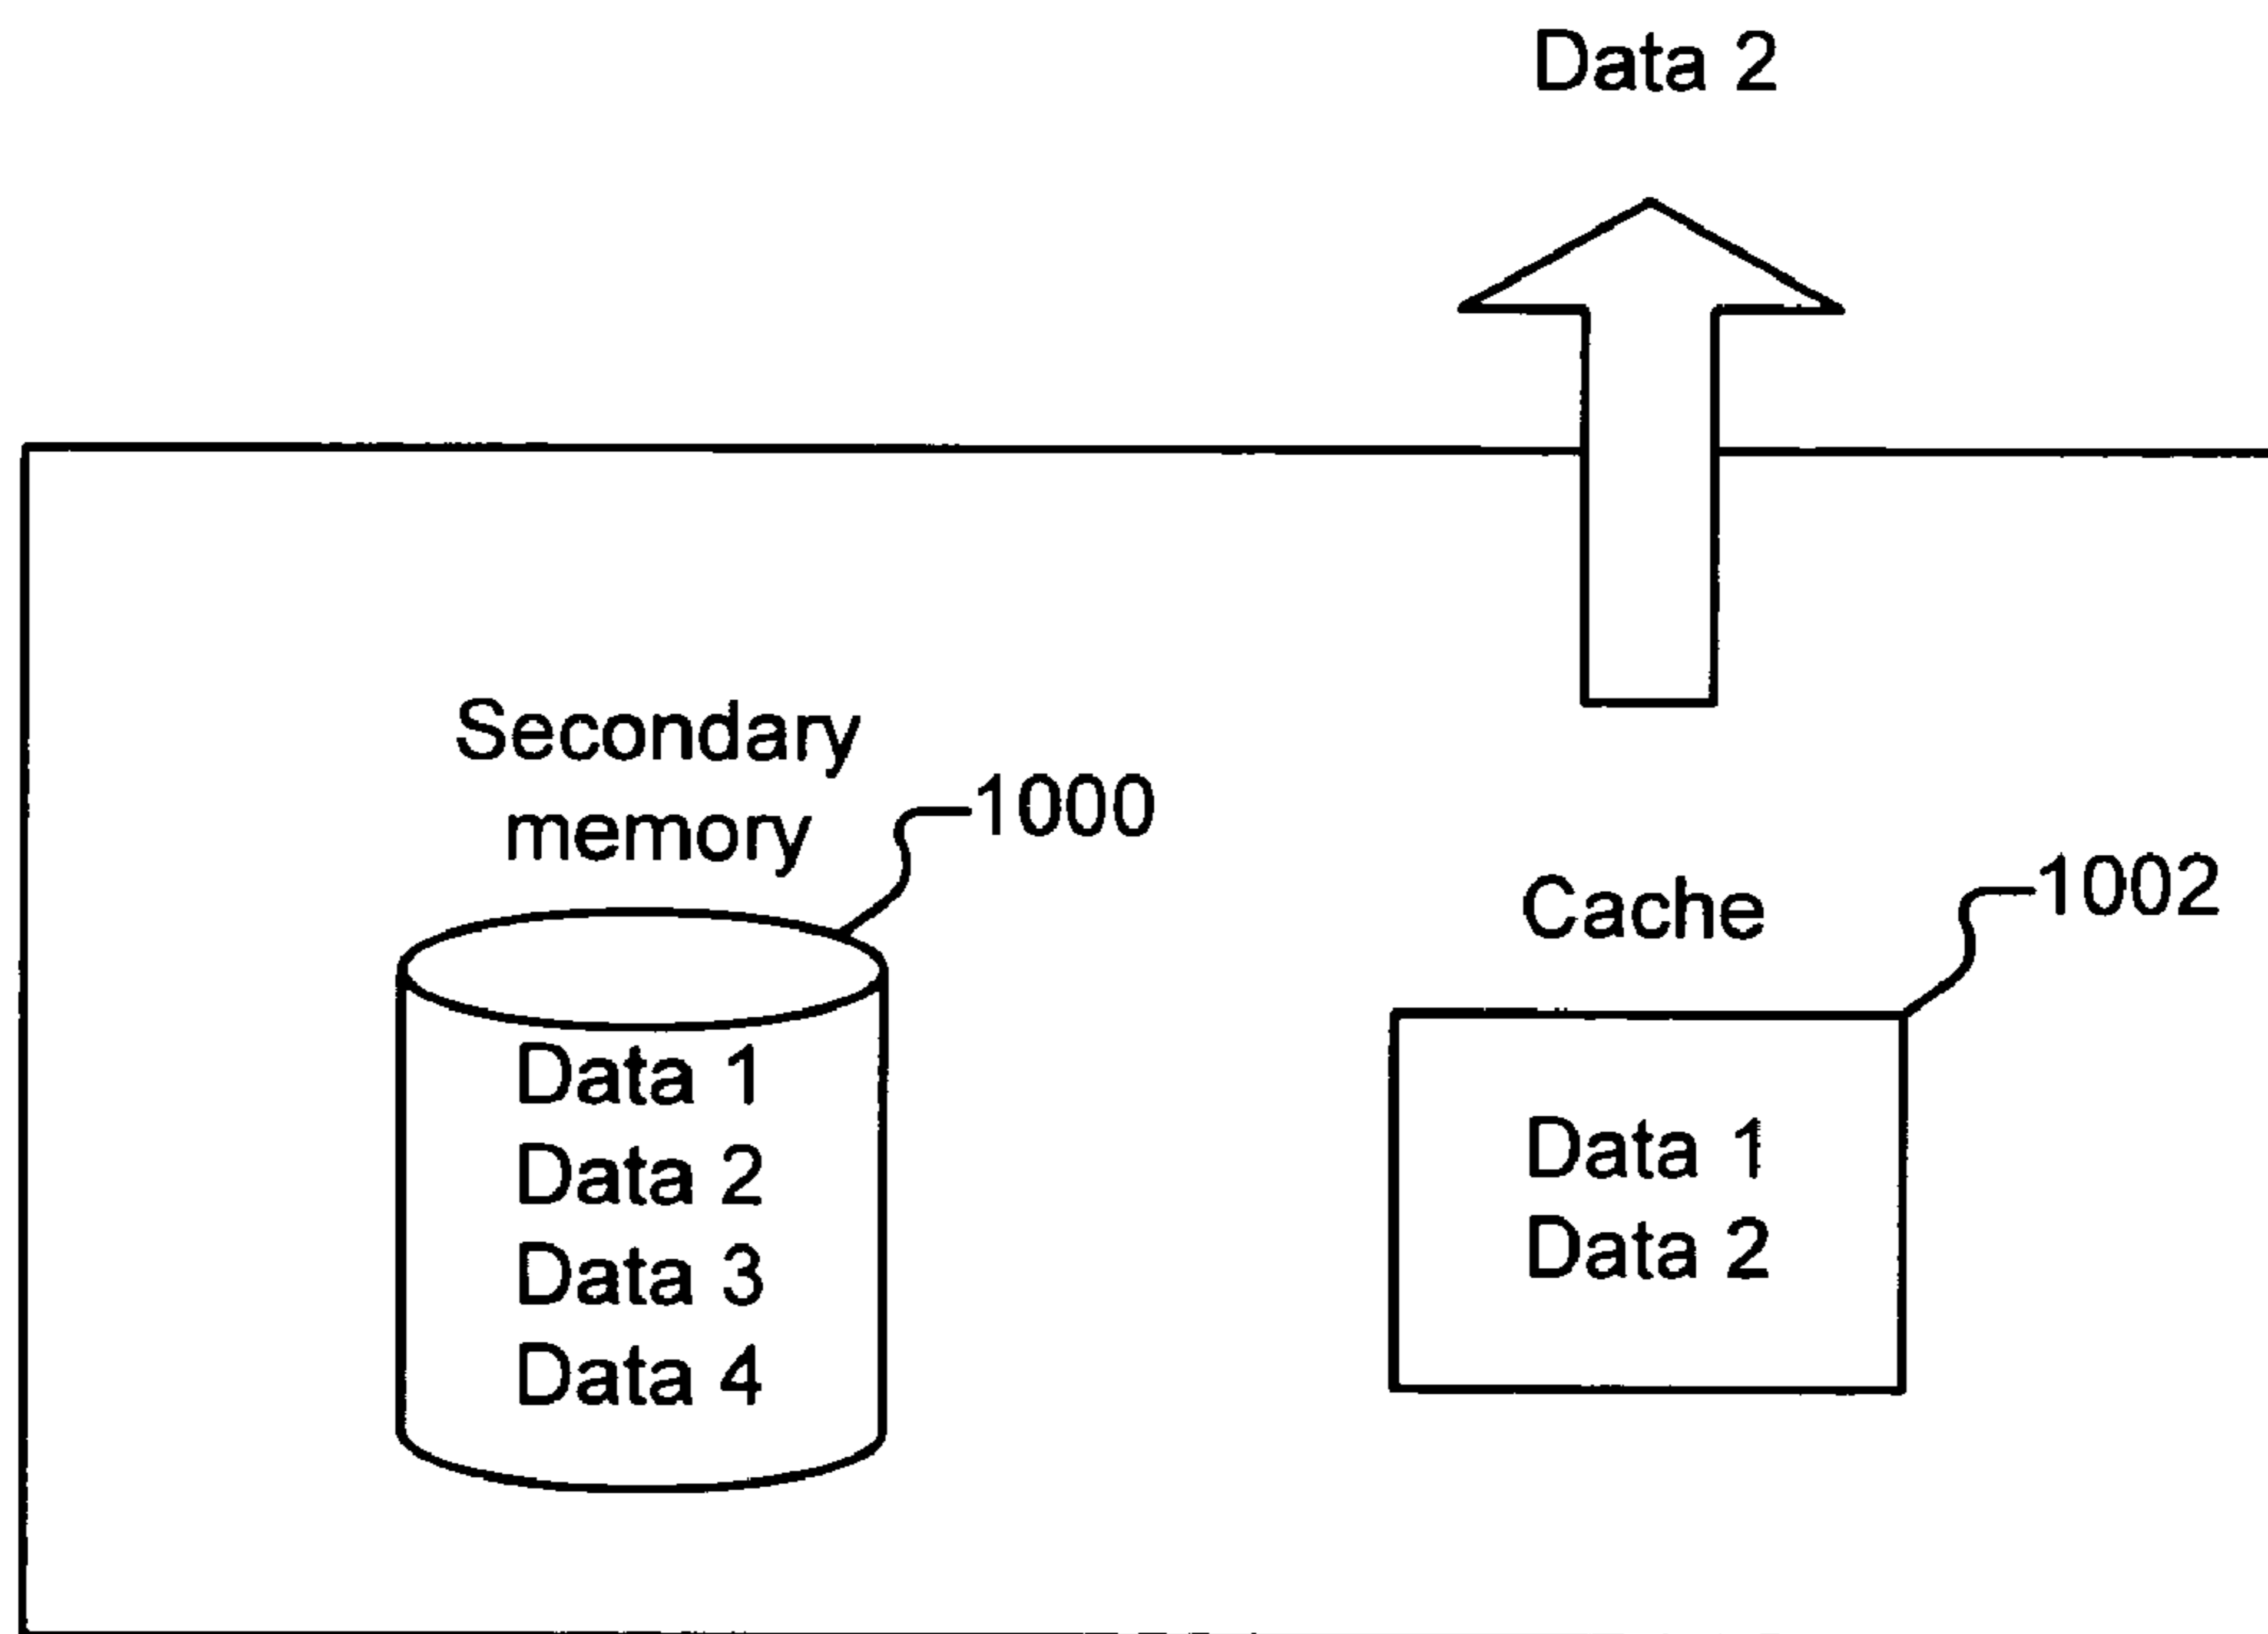 Data 2
Secondary
memory
1000
Data 1
Data 2
Data 3
Data 4
Cache
1002
Data 1
Data 2